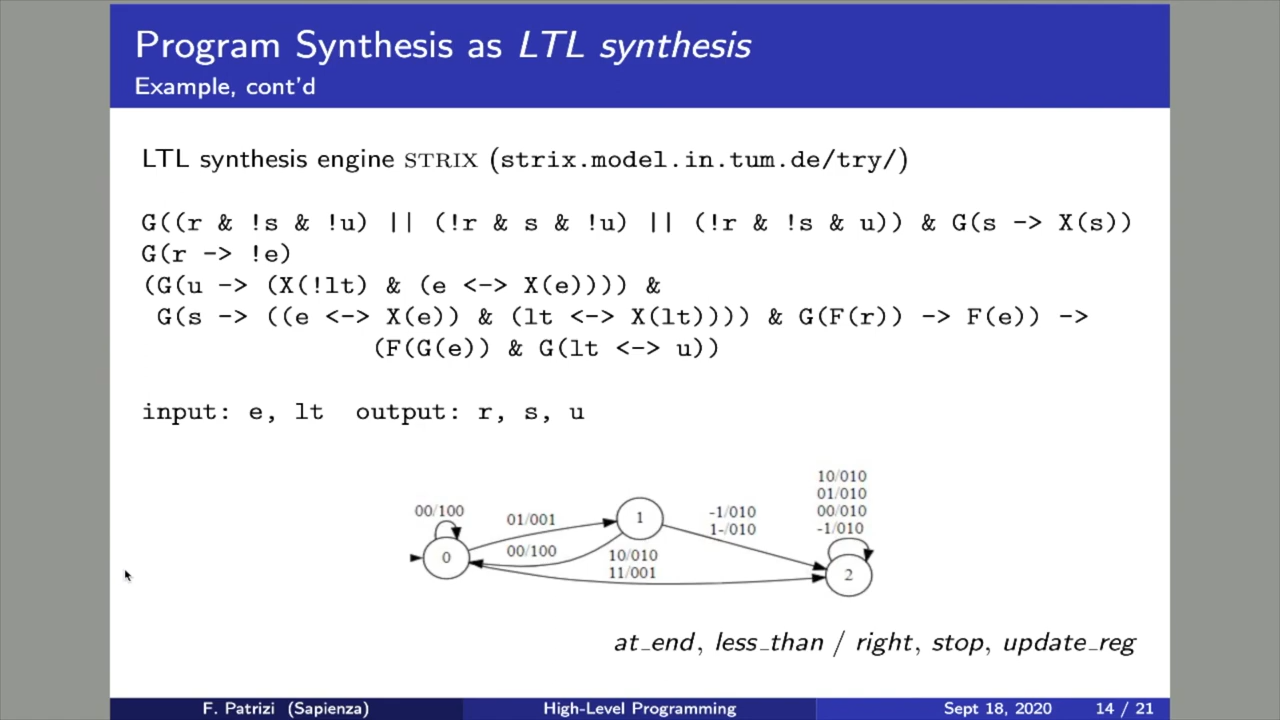 Program Synthesis as LTL synthesis
Example, cont'd
LTL synthesis engine STRIX (strix.model.in.tum.de/try/)
G((r & !s & !u) || (!r & s & !u) || (!r & !s & u)) & G(s -> X(s))
G(r -> !e)
(G(u -> (X(!lt) & (e <-> X(e)))) &
G(s -> ((e <-> X(e)) & (lt <-> X(lt)))) & G(F(r)) -> F(e)) ->
(F(G(e)) & G(lt <-> u))
input: e, lt output: r, s, u
10/010
01/010
00/010
-1/010
00/100
01/001
1
-1/010
1-/010
0
00/100
10/010
11/001
2
at_end, less_than / right, stop, update_reg
F. Patrizi (Sapienza) High-Level Programming Sept 18, 2020 14 / 21